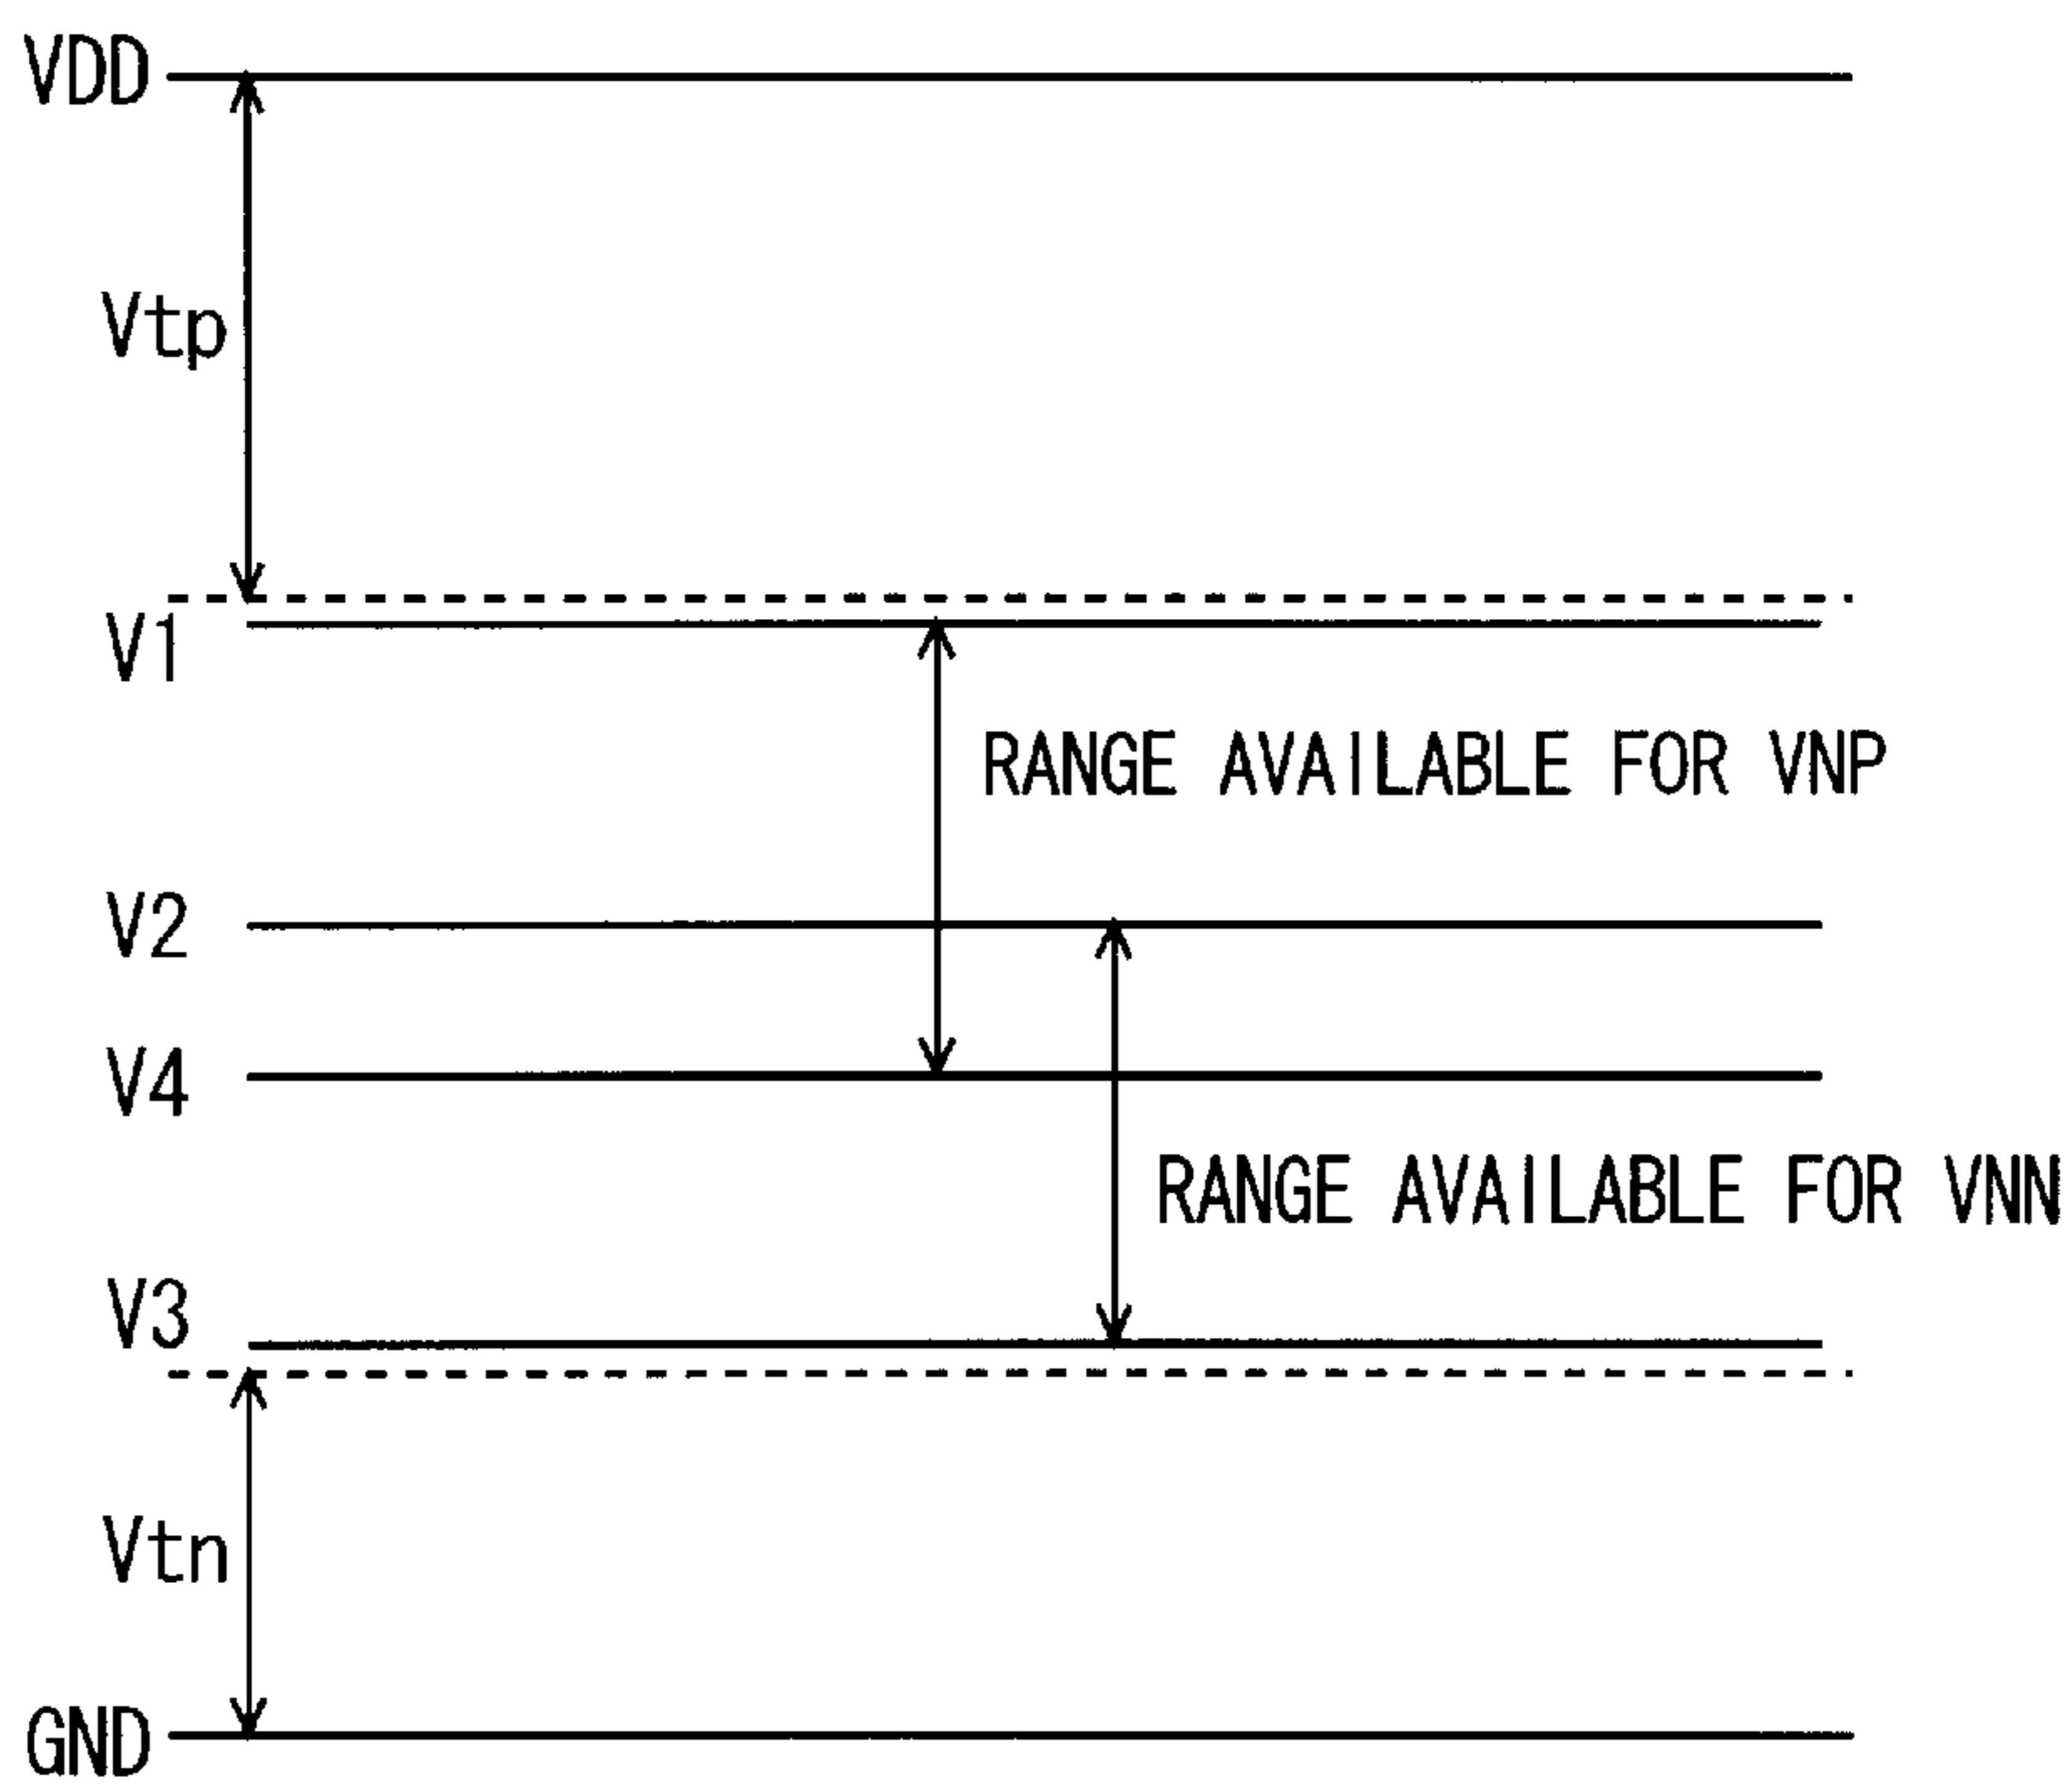 VDD
Vtp
V1
RANGE AVAILABLE FOR VNP
V2
V4
RANGE AVAILABLE FOR VNN
V3
Vtn
GND